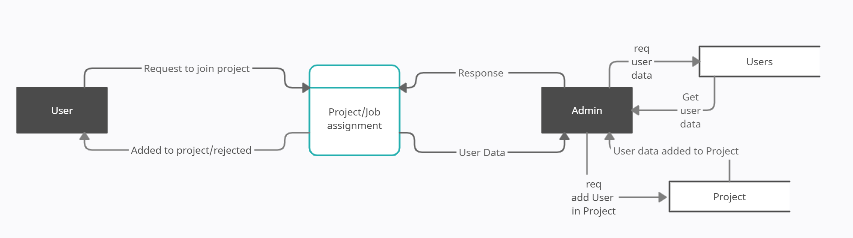 Request to join project
User
Added to project/rejected
Project/Job
assignment
Response
User Data
Admin
req
user
data
Users
Get
user
data
User data added to Project
req
add User
in Project
Project